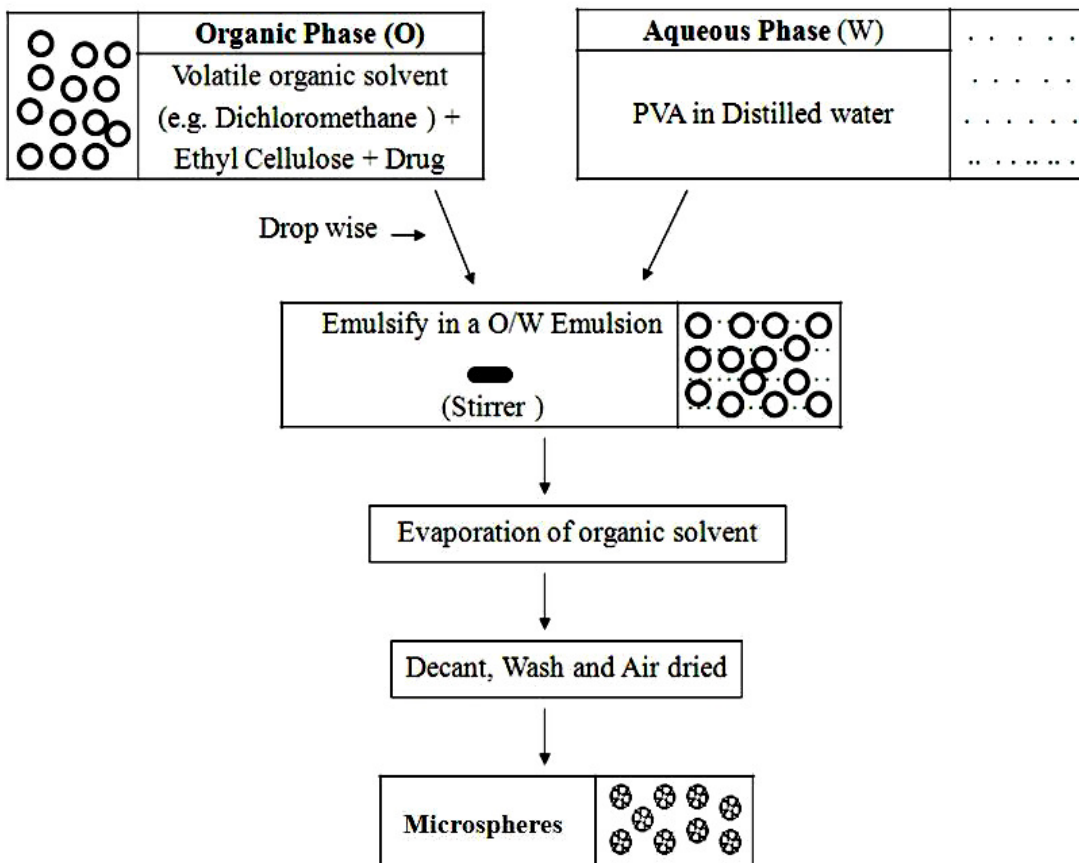 Organic Phase (O)
Volatile organic solvent
(e.g. Dichloromethane ) +
Ethyl Cellulose + Drug
Aqueous Phase (W)
PVA in Distilled water
Drop wise
Emulsify in a O/W Emulsion
(Stirrer )
Evaporation of organic solvent
Decant, Wash and Air dried
Microspheres